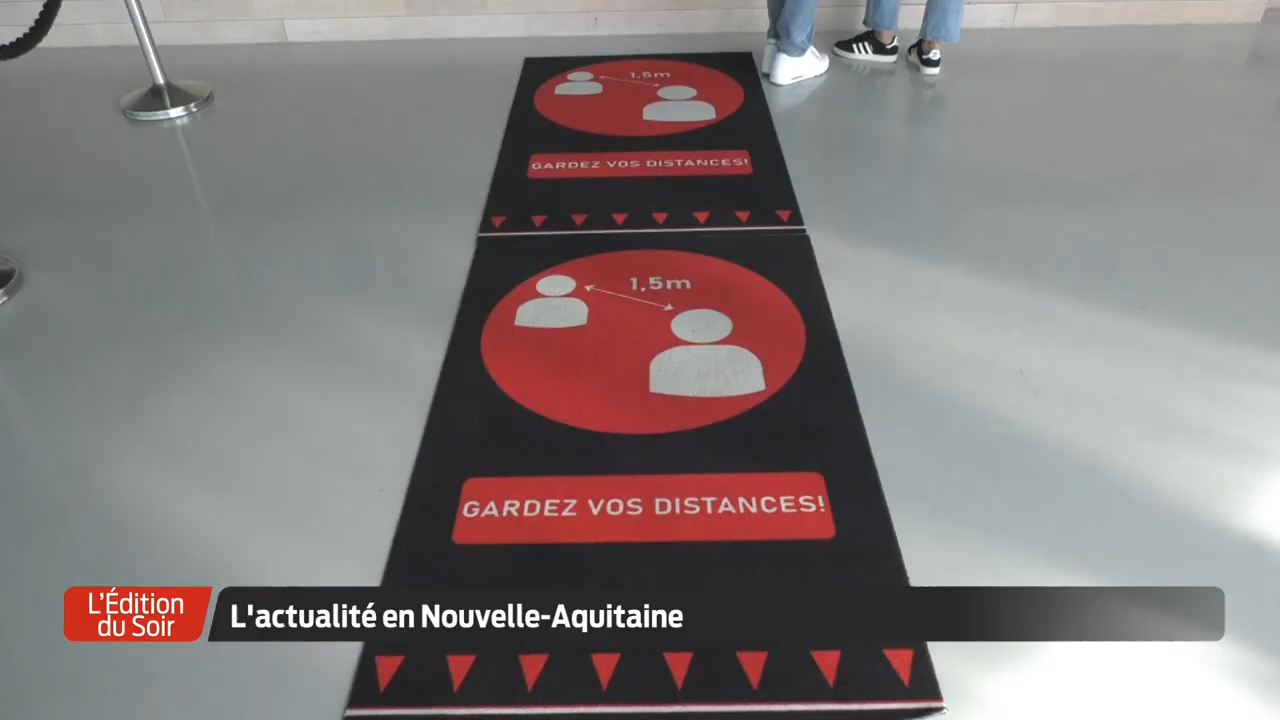 1,5m
GARDEZ VOS DISTANCES!
1,5m
GARDEZ VOS DISTANCES!
L'Édition
du Soir
L'actualité en Nouvelle-Aquitaine